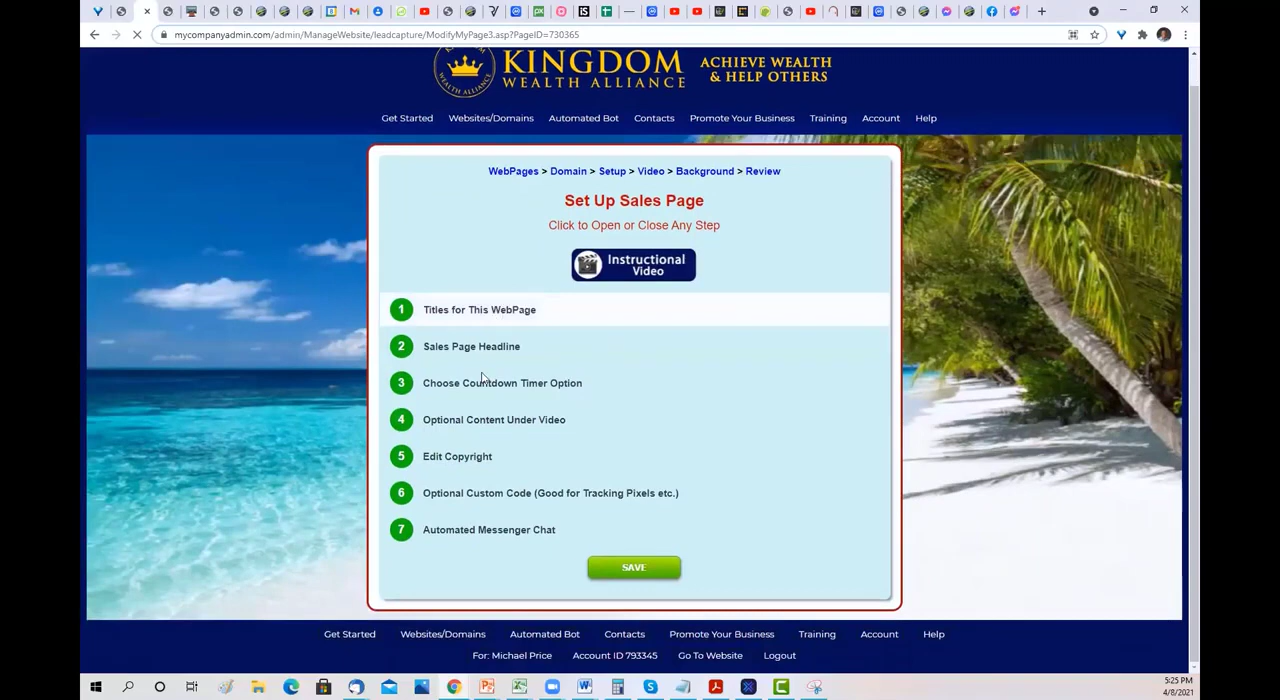 mycompanyadmin.com/admin/ManageWebsite/leadcapture/ModifyMyPage3.asp?PageID=730365
KINGDOM
WEALTH ALLIANCE
ACHIEVE WEALTH
& HELP OTHERS
Get Started Websites/Domains Automated Bot Contacts Promote Your Business Training Account Help
WebPages > Domain > Setup > Video > Background > Review
Set Up Sales Page
Click to Open or Close Any Step
Instructional
Video
1 Titles for This WebPage
2 Sales Page Headline
3 Choose Countdown Timer Option
4 Optional Content Under Video
5 Edit Copyright
6 Optional Custom Code (Good for Tracking Pixels etc.)
7 Automated Messenger Chat
SAVE
Get Started Websites/Domains Automated Bot Contacts Promote Your Business Training Account Help
For: Michael Price Account ID 793345 Go To Website Logout
5:25 PM
4/8/2021